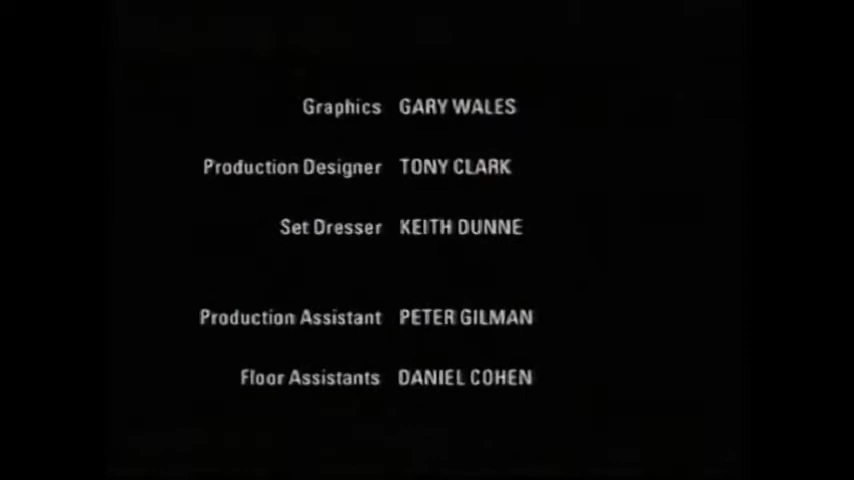 Graphics GARY WALES
Production Designer TONY CLARK
Set Dresser KEITH DUNNE
Production Assistant PETER GILMAN
Floor Assistants DANIEL COHEN